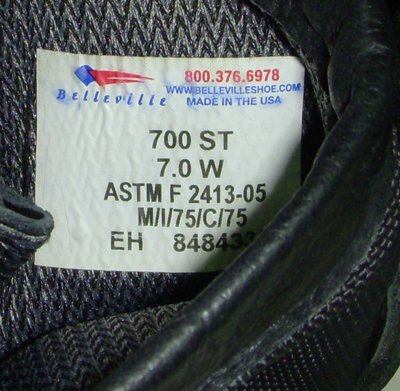 Belleville
800.376.6978
WWW.BELLEVILLESHOE.COM
MADE IN THE USA
700 ST
7.0 W
ASTM F 2413-05
M/I/75/C/75
EH